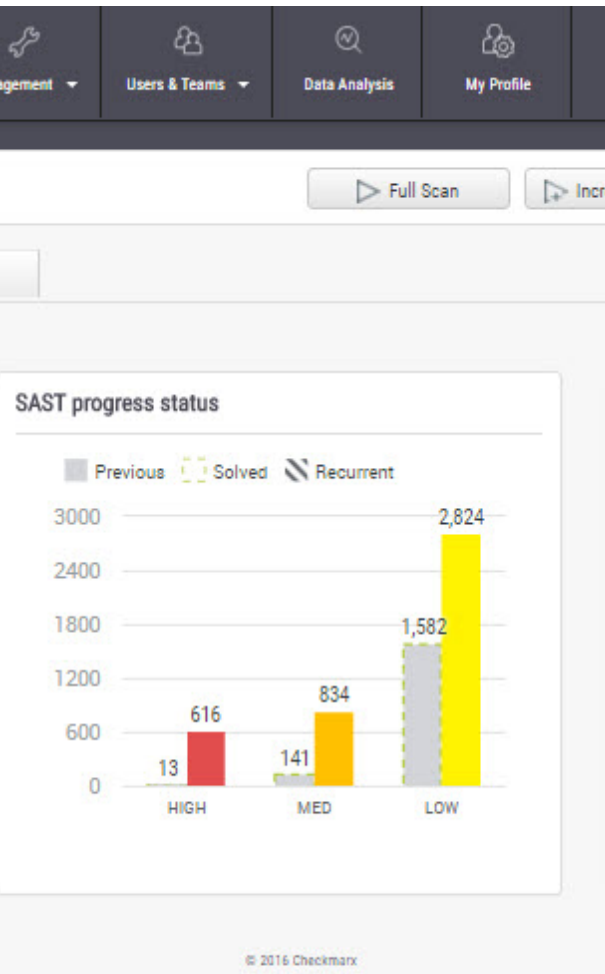 agement Users & Teams Data Analysis My Profile
Full Scan Incr
SAST progress status
Previous Solved Recurrent
3000
2,824
2400
1800
1,582
1200
834
616
600
141
13
0
HIGH MED LOW
© 2016 Checkmarx